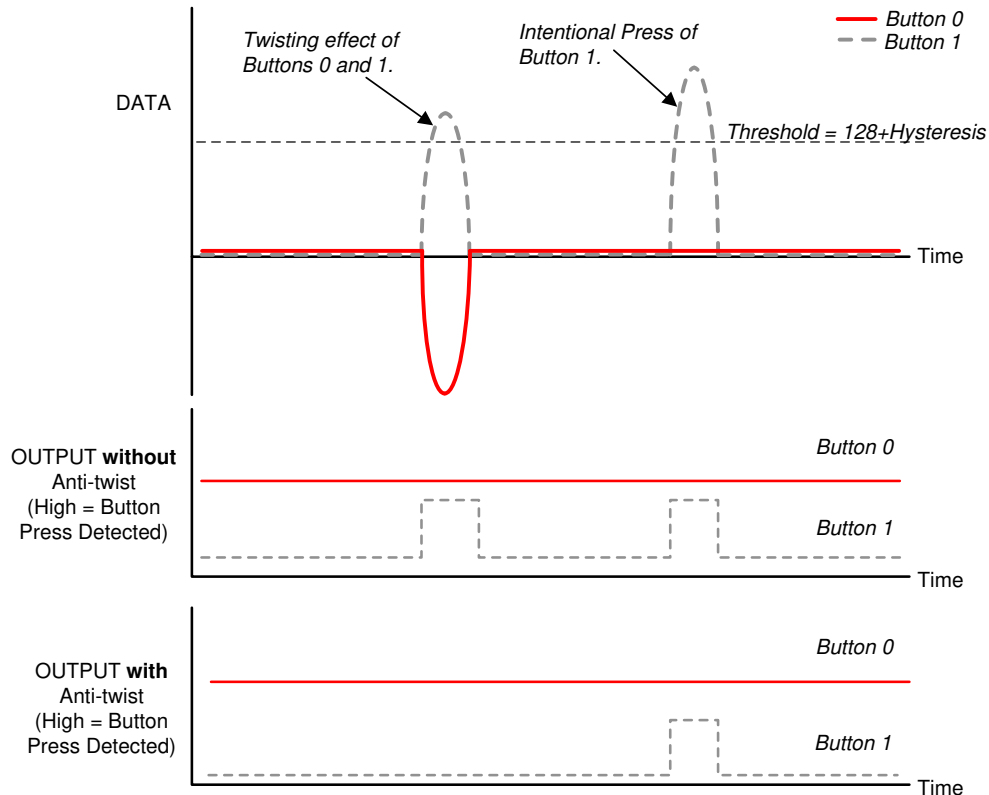 Button 0
Button 1
Twisting effect of
Buttons 0 and 1.
Intentional Press of
Button 1.
DATA
Threshold = 128+Hysteresis
Time
OUTPUT without
Anti-twist
(High = Button
Press Detected)
Button 0
Button 1
Time
OUTPUT with
Anti-twist
(High = Button
Press Detected)
Button 0
Button 1
Time